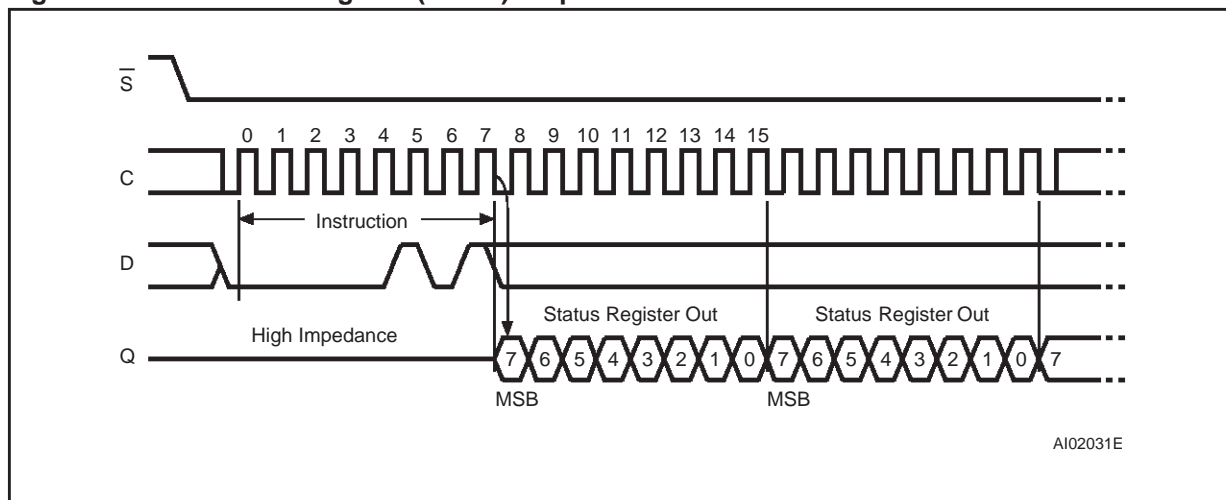 S
0 1 2 3 4 5 6 7 8 9 10 11 12 13 14 15
C
Instruction
D
Status Register Out Status Register Out
High Impedance
Q 7 6 5 4 3 2 1 0 7 6 5 4 3 2 1 0 7
MSB MSB
AI02031E